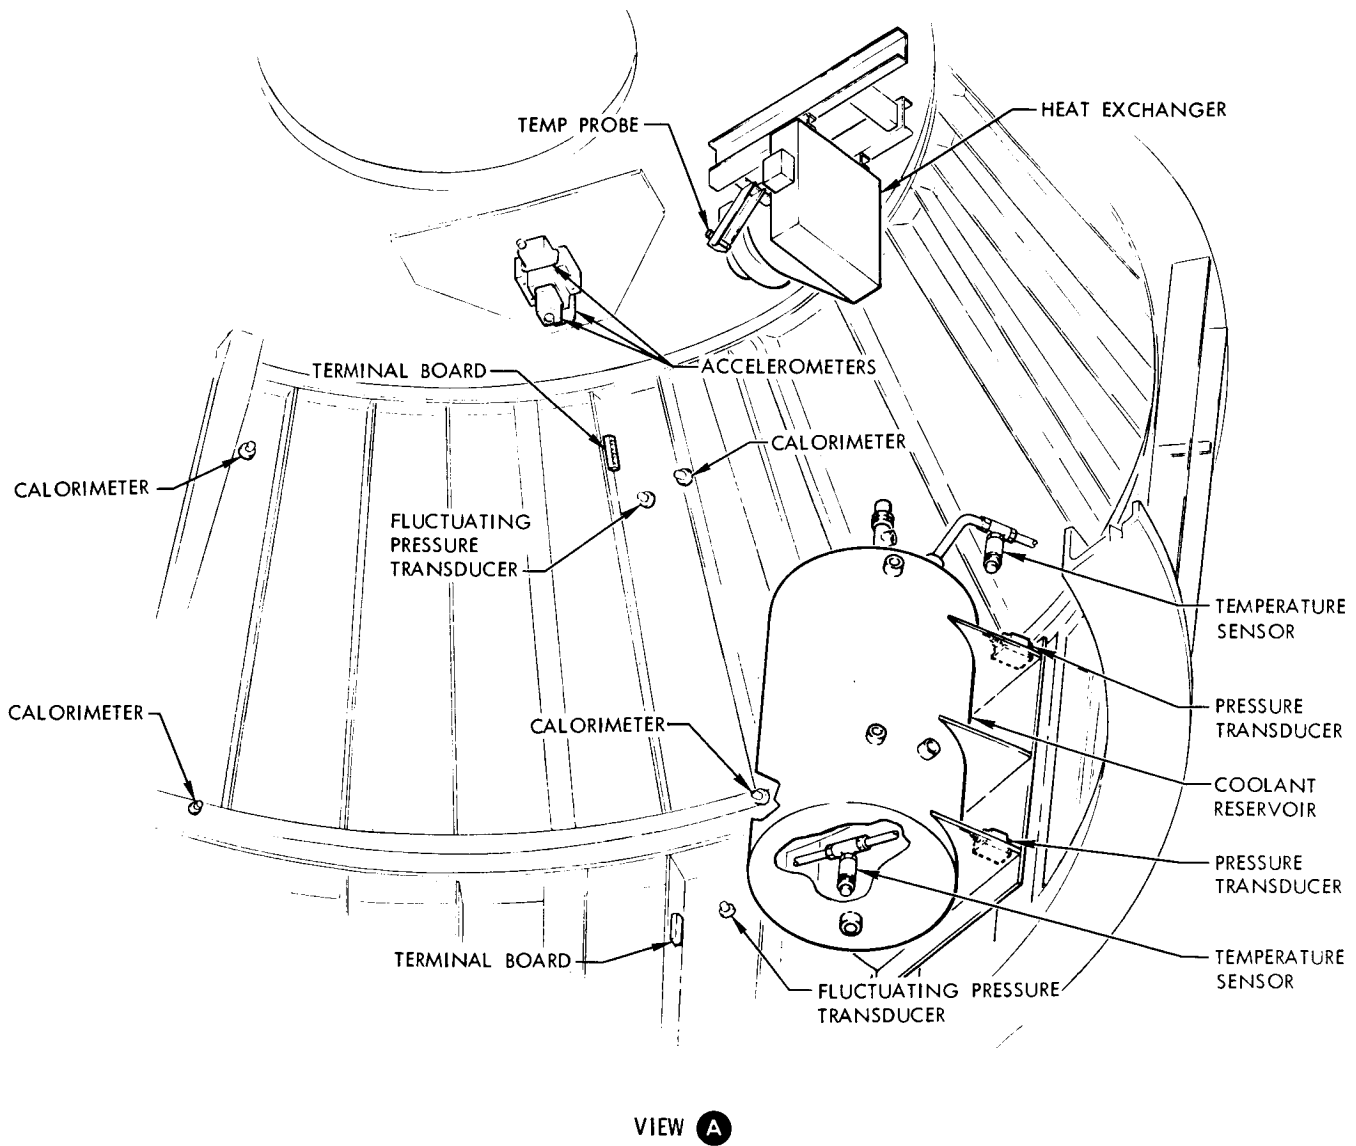 TEMP PROBE
HEAT EXCHANGER
TERMINAL BOARD
ACCELEROMETERS
CALORIMETER
CALORIMETER
FLUCTUATING
PRESSURE
TRANSDUCER
TEMPERATURE
SENSOR
CALORIMETER
CALORIMETER
PRESSURE
TRANSDUCER
COOLANT
RESERVOIR
PRESSURE
TRANSDUCER
TERMINAL BOARD
TEMPERATURE
SENSOR
FLUCTUATING PRESSURE
TRANSDUCER
VIEW A